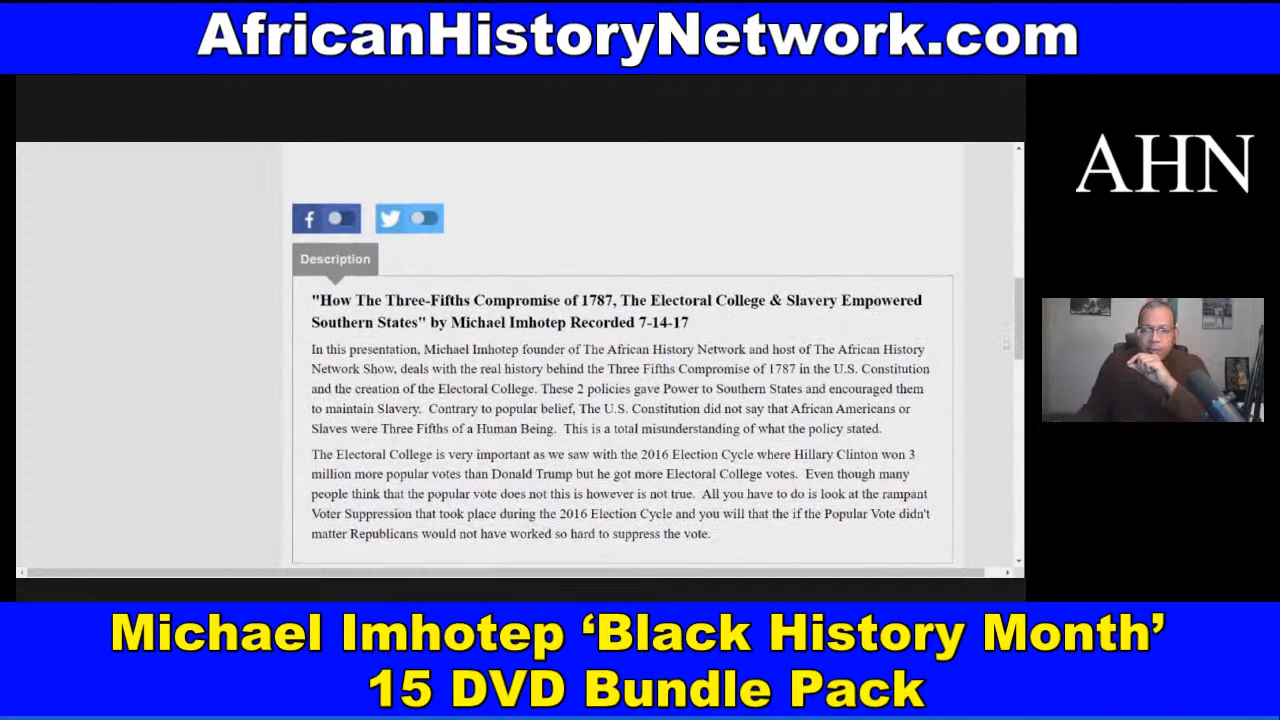 AfricanHistoryNetwork.com
AHN
Description
"How The Three-Fifths Compromise of 1787, The Electoral College & Slavery Empowered
Southern States" by Michael Imhotep Recorded 7-14-17
In this presentation, Michael Imhotep founder of The African History Network and host of The African History
Network Show, deals with the real history behind the Three Fifths Compromise of 1787 in the U.S. Constitution
and the creation of the Electoral College. These 2 policies gave Power to Southern States and encouraged them
to maintain Slavery. Contrary to popular belief, The U.S. Constitution did not say that African Americans or
Slaves were Three Fifths of a Human Being. This is a total misunderstanding of what the policy stated.
The Electoral College is very important as we saw with the 2016 Election Cycle where Hillary Clinton won 3
million more popular votes than Donald Trump but he got more Electoral College votes. Even though many
people think that the popular vote does not this is however is not true. All you have to do is look at the rampant
Voter Suppression that took place during the 2016 Election Cycle and you will that the if the Popular Vote didn't
matter Republicans would not have worked so hard to suppress the vote.
Michael Imhotep ‘Black History Month’
15 DVD Bundle Pack